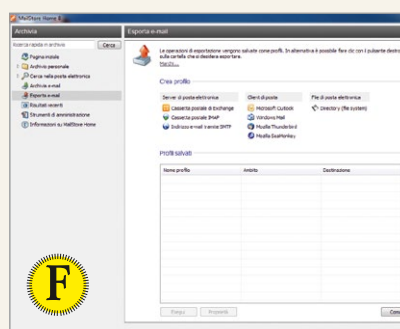 MailStore Home 8
Archivia
Esporta e-mail
Ricerca rapida in archivio
Cerca
Pagina iniziale
Archivio personale
Cerca nella posta elettronica
Archivia e-mail
Esporta e-mail
Risultati recenti
Strumenti di amministrazione
Informazioni su MailStore Home
Le operazioni di esportazione vengono salvate come profili. In alternativa è possibile fare clic con il pulsante destro
sulla cartella che si desidera esportare.
Crea profilo
Server di posta elettronica
Client di posta
File di posta elettronica
Cassetta postale di Exchange
Microsoft Outlook
Directory (file system)
Cassetta postale IMAP
Windows Mail
Indirizzo e-mail tramite SMTP
Mozilla Thunderbird
Mozilla SeaMonkey
Profili salvati
Nome profilo
Ambito
Destinazione
Esegui
Proprietà
F